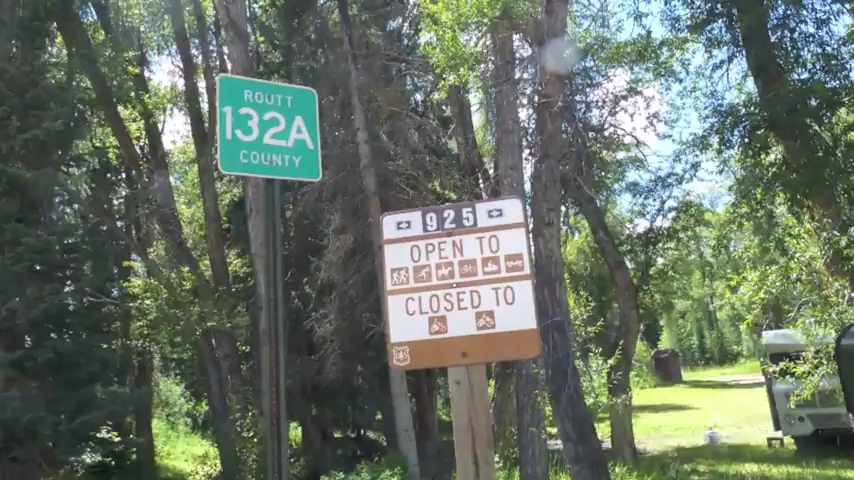 ROUTT
132A
COUNTY
925
OPEN TO
CLOSED TO